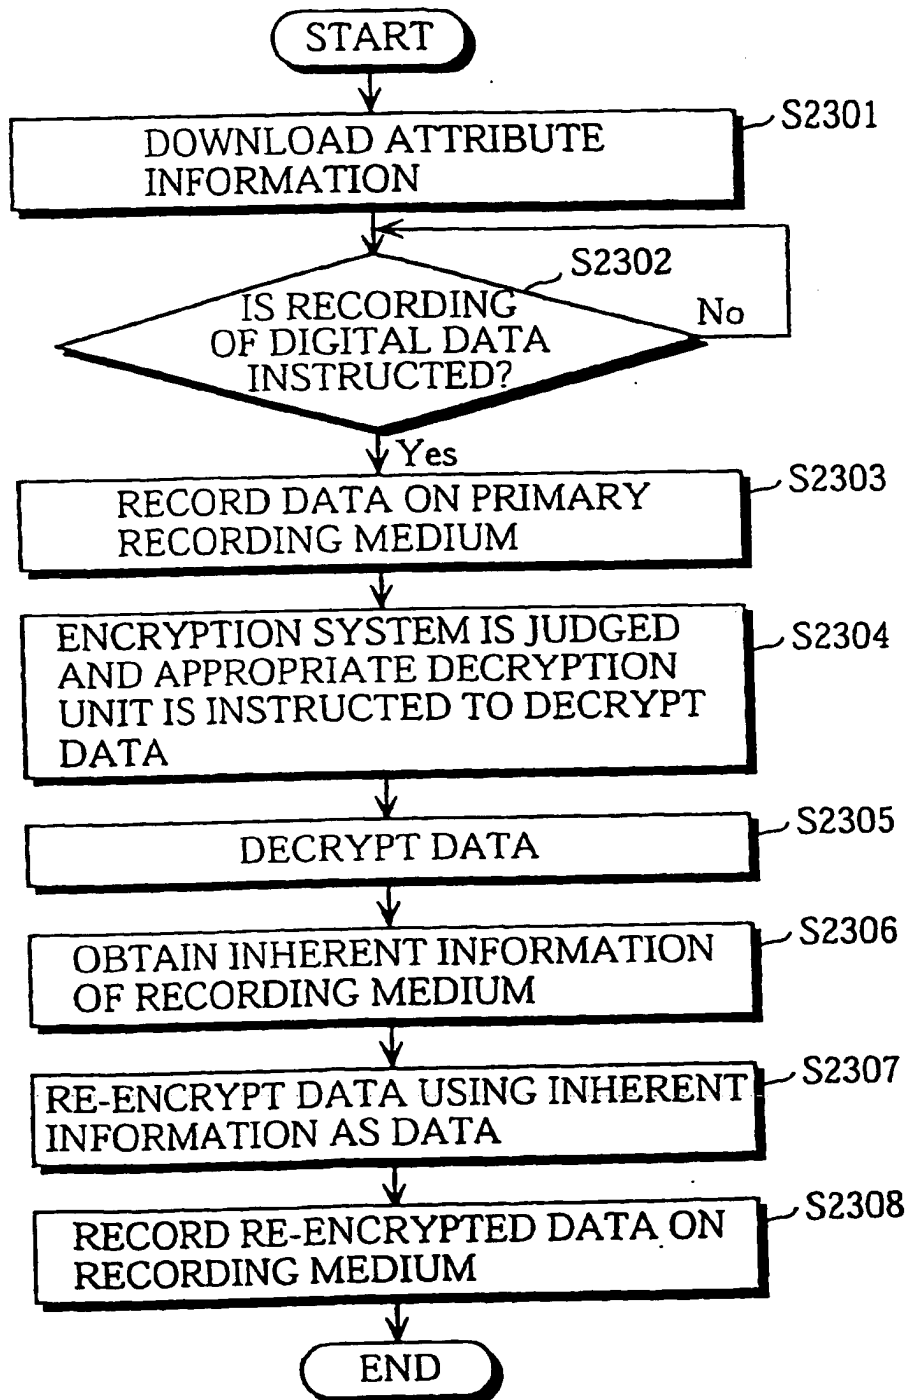 START
S2301
DOWNLOAD ATTRIBUTE
INFORMATION
S2302
IS RECORDING
OF DIGITAL DATA
INSTRUCTED?
No
Yes
S2303
RECORD DATA ON PRIMARY
RECORDING MEDIUM
S2304
ENCRYPTION SYSTEM IS JUDGED
AND APPROPRIATE DECRYPTION
UNIT IS INSTRUCTED TO DECRYPT
DATA
S2305
DECRYPT DATA
S2306
OBTAIN INHERENT INFORMATION
OF RECORDING MEDIUM
S2307
RE-ENCRYPT DATA USING INHERENT
INFORMATION AS DATA
S2308
RECORD RE-ENCRYPTED DATA ON
RECORDING MEDIUM
END